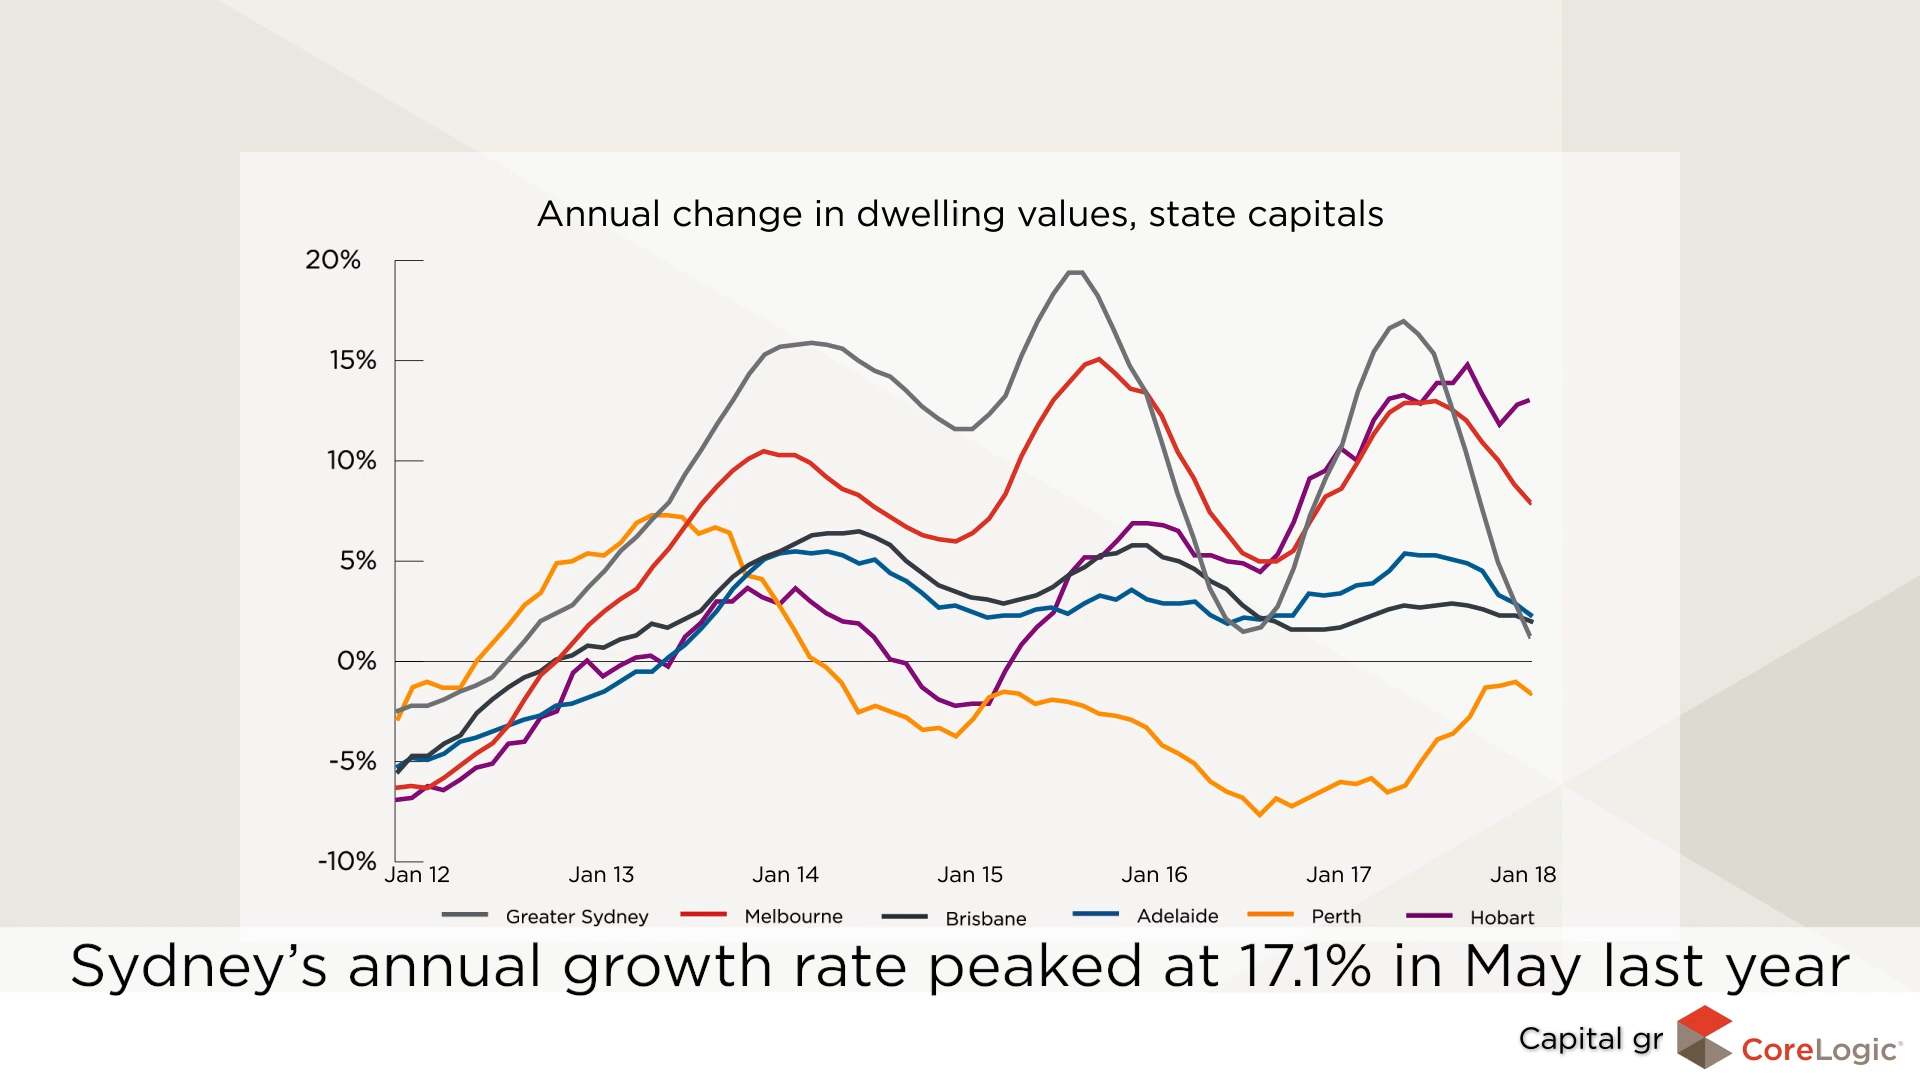 Annual change in dwelling values, state capitals
20%
15%
10%
5%
0%
-5%
-10%
Jan 12 Jan 13 Jan 14 Jan 15 Jan 16 Jan 17 Jan 18
Greater Sydney Melbourne Brisbane Adelaide Perth Hobart
Sydney’s annual growth rate peaked at 17.1% in May last year
Capital gr
CoreLogic